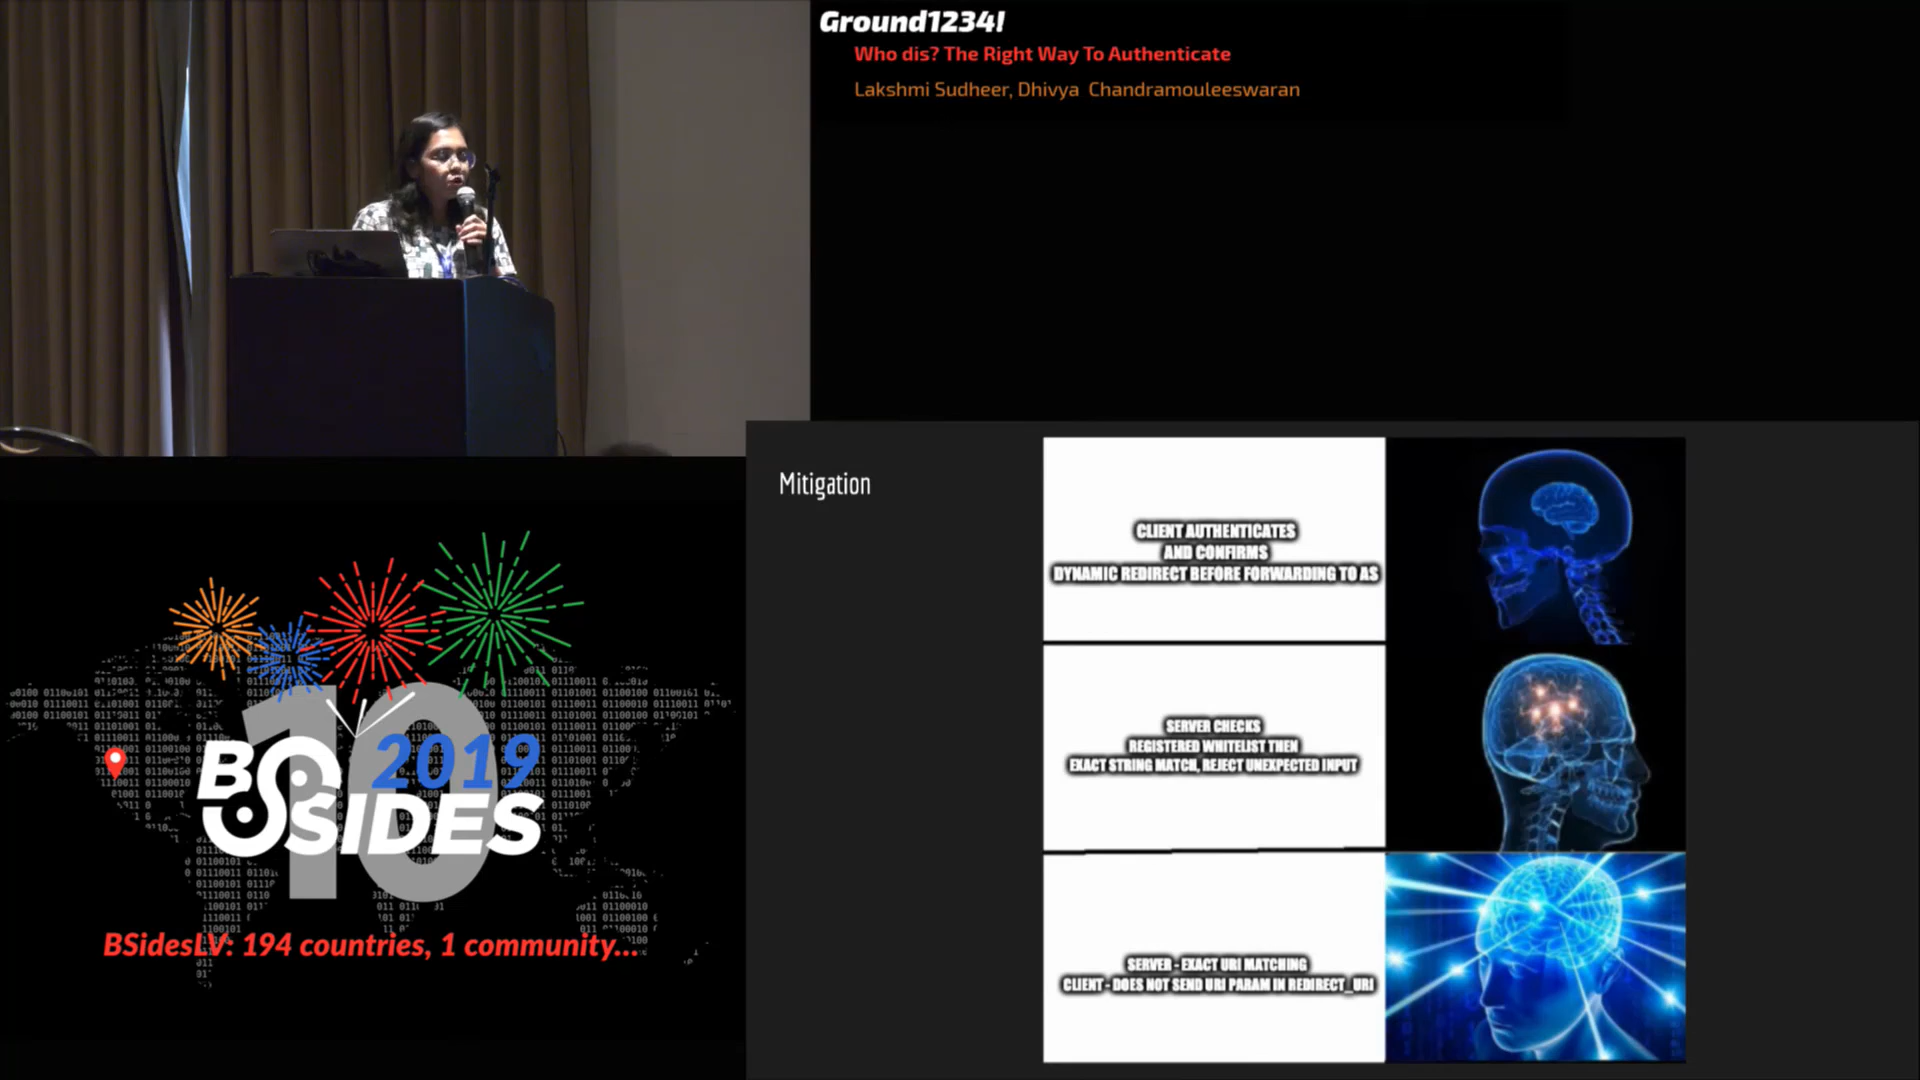 Ground1234!
Who dis? The Right Way To Authenticate
Lakshmi Sudheer, Dhivya Chandramouleeswaran
Mitigation
CLIENT AUTHENTICATES
AND CONFIRMS
DYNAMIC REDIRECT BEFORE FORWARDING TO AS
SERVER CHECKS
REGISTERED WHITELIST THEN
EXACT STRING MATCH, REJECT UNEXPECTED INPUT
SERVER - EXACT URI MATCHING
CLIENT - DOES NOT SEND URI PARAM IN REDIRECT_URI
10
2019
BSIDES
BSidesLV: 194 countries, 1 community...